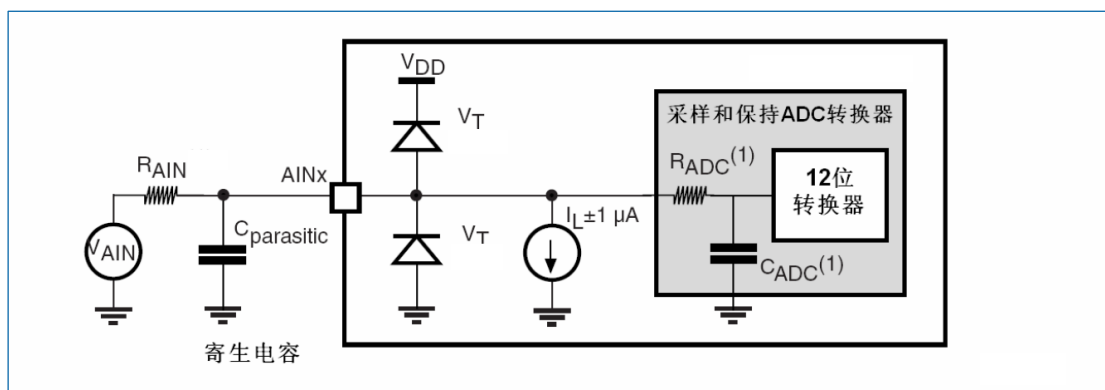 VDD
VT
采样和保持ADC转换器
RAIN
AINx
RADC(1)
12位
转换器
VAIN
Cparasitic
VT
IL±1 µA
CADC(1)
寄生电容